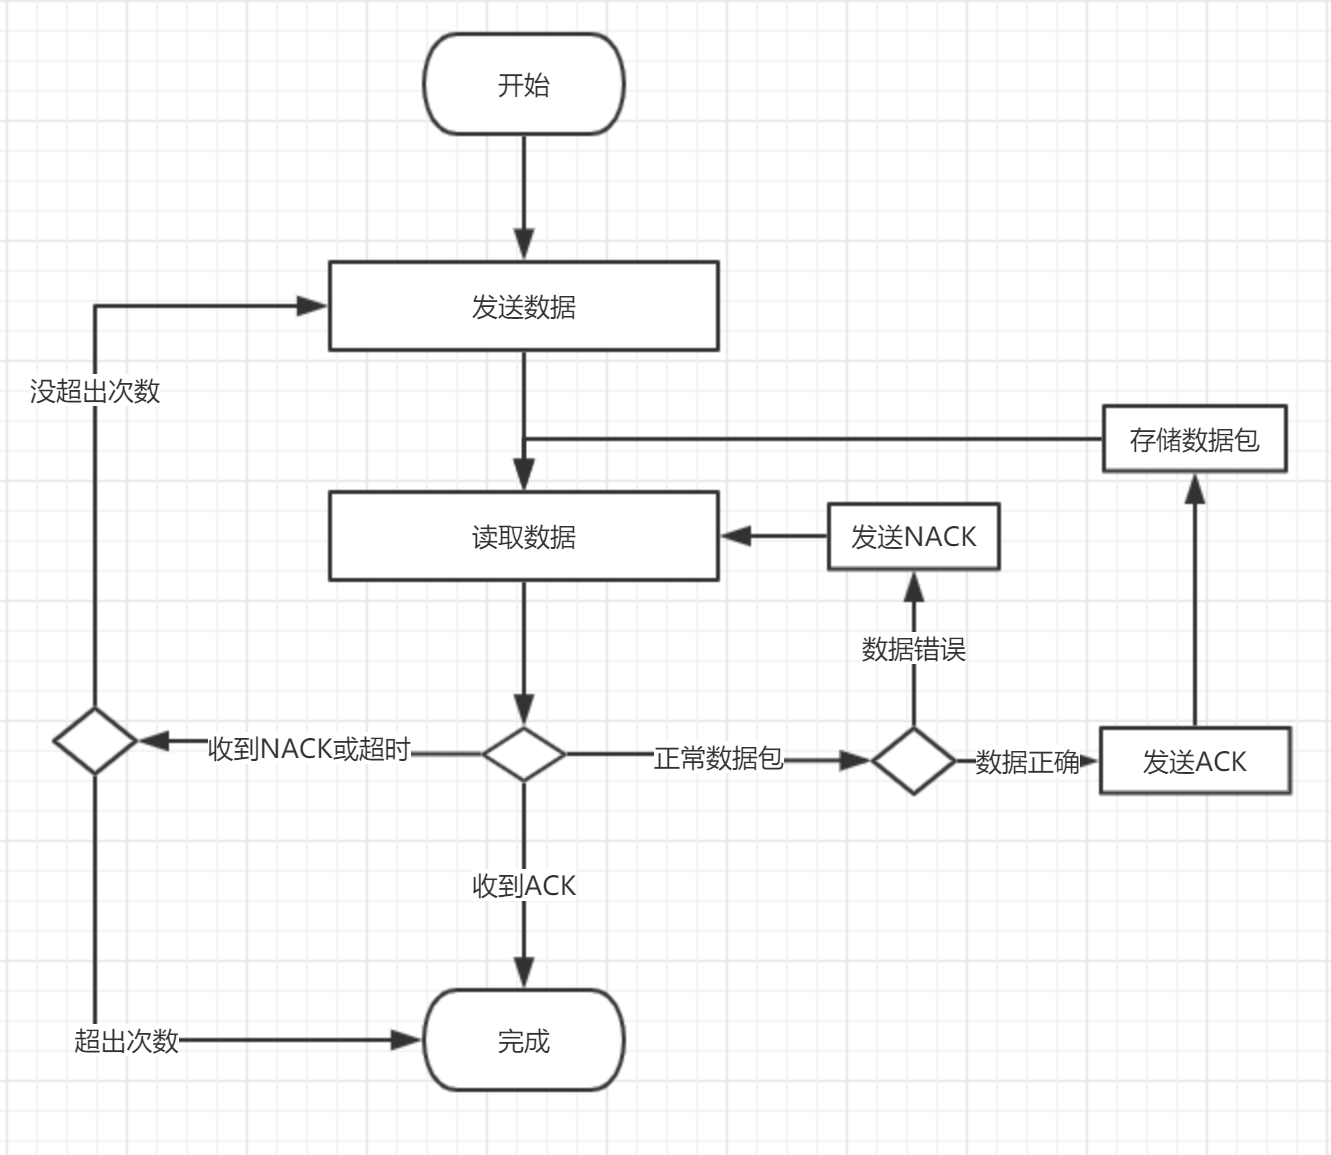 开始
发送数据
没超出次数
存储数据包
读取数据
发送NACK
数据错误
收到NACK或超时
正常数据包
数据正确
发送ACK
收到ACK
超出次数
完成